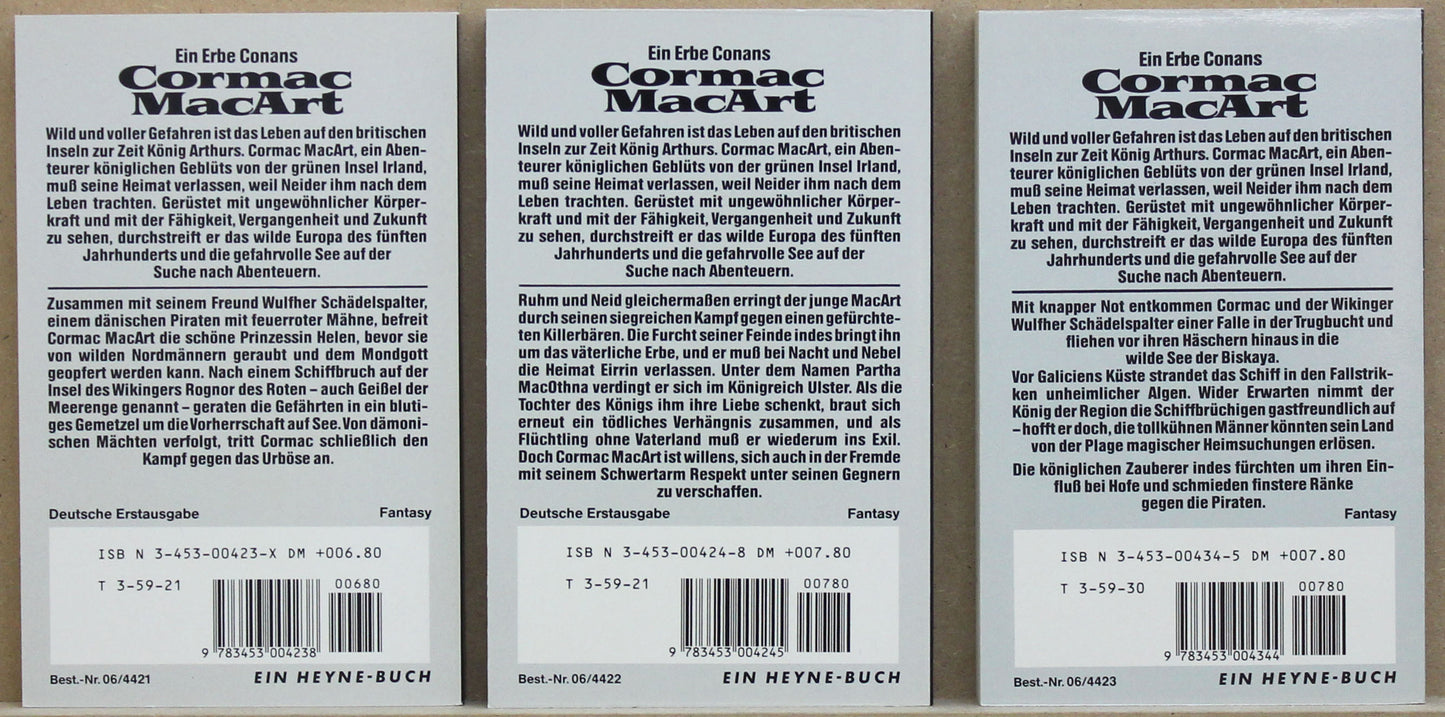 Ein Erbe Conans
Cormac
MacArt
Wild und voller Gefahren ist das Leben auf den britischen
Inseln zur Zeit König Arthurs. Cormac MacArt, ein Aben-
teurer königlichen Geblüts von der grünen Insel Irland,
muß seine Heimat verlassen, weil Neider ihm nach dem
Leben trachten. Gerüstet mit ungewöhnlicher Körper-
kraft und mit der Fähigkeit, Vergangenheit und Zukunft
zu sehen, durchstreift er das wilde Europa des fünften
Jahrhunderts und die gefahrvolle See auf der
Suche nach Abenteuern.
Zusammen mit seinem Freund Wulfher Schädelspalter,
einem dänischen Piraten mit feuerroter Mähne, befreit
Cormac MacArt die schöne Prinzessin Helen, bevor sie
von wilden Nordmännern geraubt und dem Mondgott
geopfert werden kann. Nach einem Schiffbruch auf der
Insel des Wikingers Rognor des Roten – auch Geißel der
Meerenge genannt – geraten die Gefährten in ein bluti-
ges Gemetzel um die Vorherrschaft auf See. Von dämoni-
schen Mächten verfolgt, tritt Cormac schließlich den
Kampf gegen das Urböse an.
Deutsche Erstausgabe Fantasy
ISB N 3-453-00423-X DM +006.80
T 3-59-21 00680
9 783453 004238
Best.-Nr. 06/4421 EIN HEYNE-BUCH
Ein Erbe Conans
Cormac
MacArt
Wild und voller Gefahren ist das Leben auf den britischen
Inseln zur Zeit König Arthurs. Cormac MacArt, ein Aben-
teurer königlichen Geblüts von der grünen Insel Irland,
muß seine Heimat verlassen, weil Neider ihm nach dem
Leben trachten. Gerüstet mit ungewöhnlicher Körper-
kraft und mit der Fähigkeit, Vergangenheit und Zukunft
zu sehen, durchstreift er das wilde Europa des fünften
Jahrhunderts und die gefahrvolle See auf der
Suche nach Abenteuern.
Ruhm und Neid gleichermaßen erringt der junge MacArt
durch seinen siegreichen Kampf gegen einen gefürchte-
ten Killerbären. Die Furcht seiner Feinde indes bringt ihn
um das väterliche Erbe, und er muß bei Nacht und Nebel
die Heimat Eirrin verlassen. Unter dem Namen Partha
MacOthna verdingt er sich im Königreich Ulster. Als die
Tochter des Königs ihm ihre Liebe schenkt, braut sich
erneut ein tödliches Verhängnis zusammen, und als
Flüchtling ohne Vaterland muß er wiederum ins Exil.
Doch Cormac MacArt ist willens, sich auch in der Fremde
mit seinem Schwertarm Respekt unter seinen Gegnern
zu verschaffen.
Deutsche Erstausgabe Fantasy
ISB N 3-453-00424-8 DM +007.80
T 3-59-21 00780
9 783453 004245
Best.-Nr. 06/4422 EIN HEYNE-BUCH
Ein Erbe Conans
Cormac
MacArt
Wild und voller Gefahren ist das Leben auf den britischen
Inseln zur Zeit König Arthurs. Cormac MacArt, ein Aben-
teurer königlichen Geblüts von der grünen Insel Irland,
muß seine Heimat verlassen, weil Neider ihm nach dem
Leben trachten. Gerüstet mit ungewöhnlicher Körper-
kraft und mit der Fähigkeit, Vergangenheit und Zukunft
zu sehen, durchstreift er das wilde Europa des fünften
Jahrhunderts und die gefahrvolle See auf der
Suche nach Abenteuern.
Mit knapper Not entkommen Cormac und der Wikinger
Wulfher Schädelspalter einer Falle in der Trugbucht und
fliehen vor ihren Häschern hinaus in die
wilde See der Biskaya.
Vor Galiciens Küste strandet das Schiff in den Fallstrik-
ken unheimlicher Algen. Wider Erwarten nimmt der
König der Region die Schiffbrüchigen gastfreundlich auf
– hofft er doch, die tollkühnen Männer könnten sein Land
von der Plage magischer Heimsuchungen erlösen.
Die königlichen Zauberer indes fürchten um ihren Ein-
fluß bei Hofe und schmieden finstere Ränke
gegen die Piraten.
Fantasy
ISB N 3-453-00434-5 DM +007.80
T 3-59-30 00780
9 783453 004344
Best.-Nr. 06/4423 EIN HEYNE-BUCH